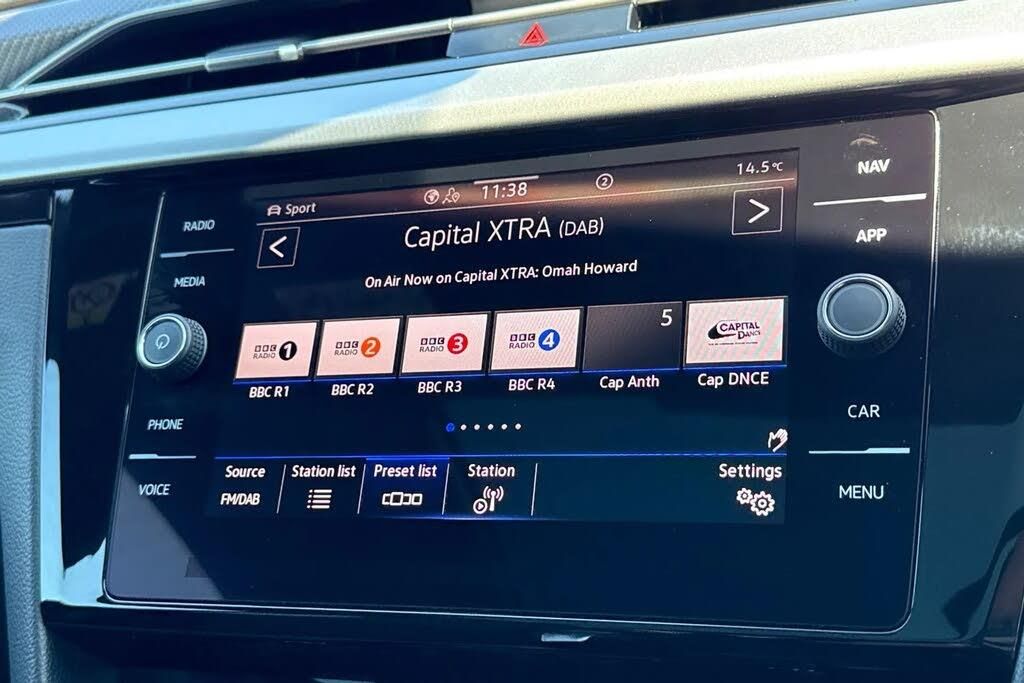 Sport
11:38
2
14.5°C
Capital XTRA (DAB)
On Air Now on Capital XTRA: Omah Howard
BBC RADIO 1
BBC RADIO 2
BBC RADIO 3
BBC RADIO 4
5
CAPITAL DANCE
BBC R1
BBC R2
BBC R3
BBC R4
Cap Anth
Cap DNCE
Source
Station list
Preset list
Station
Settings
FM/DAB
RADIO
MEDIA
PHONE
VOICE
NAV
APP
CAR
MENU